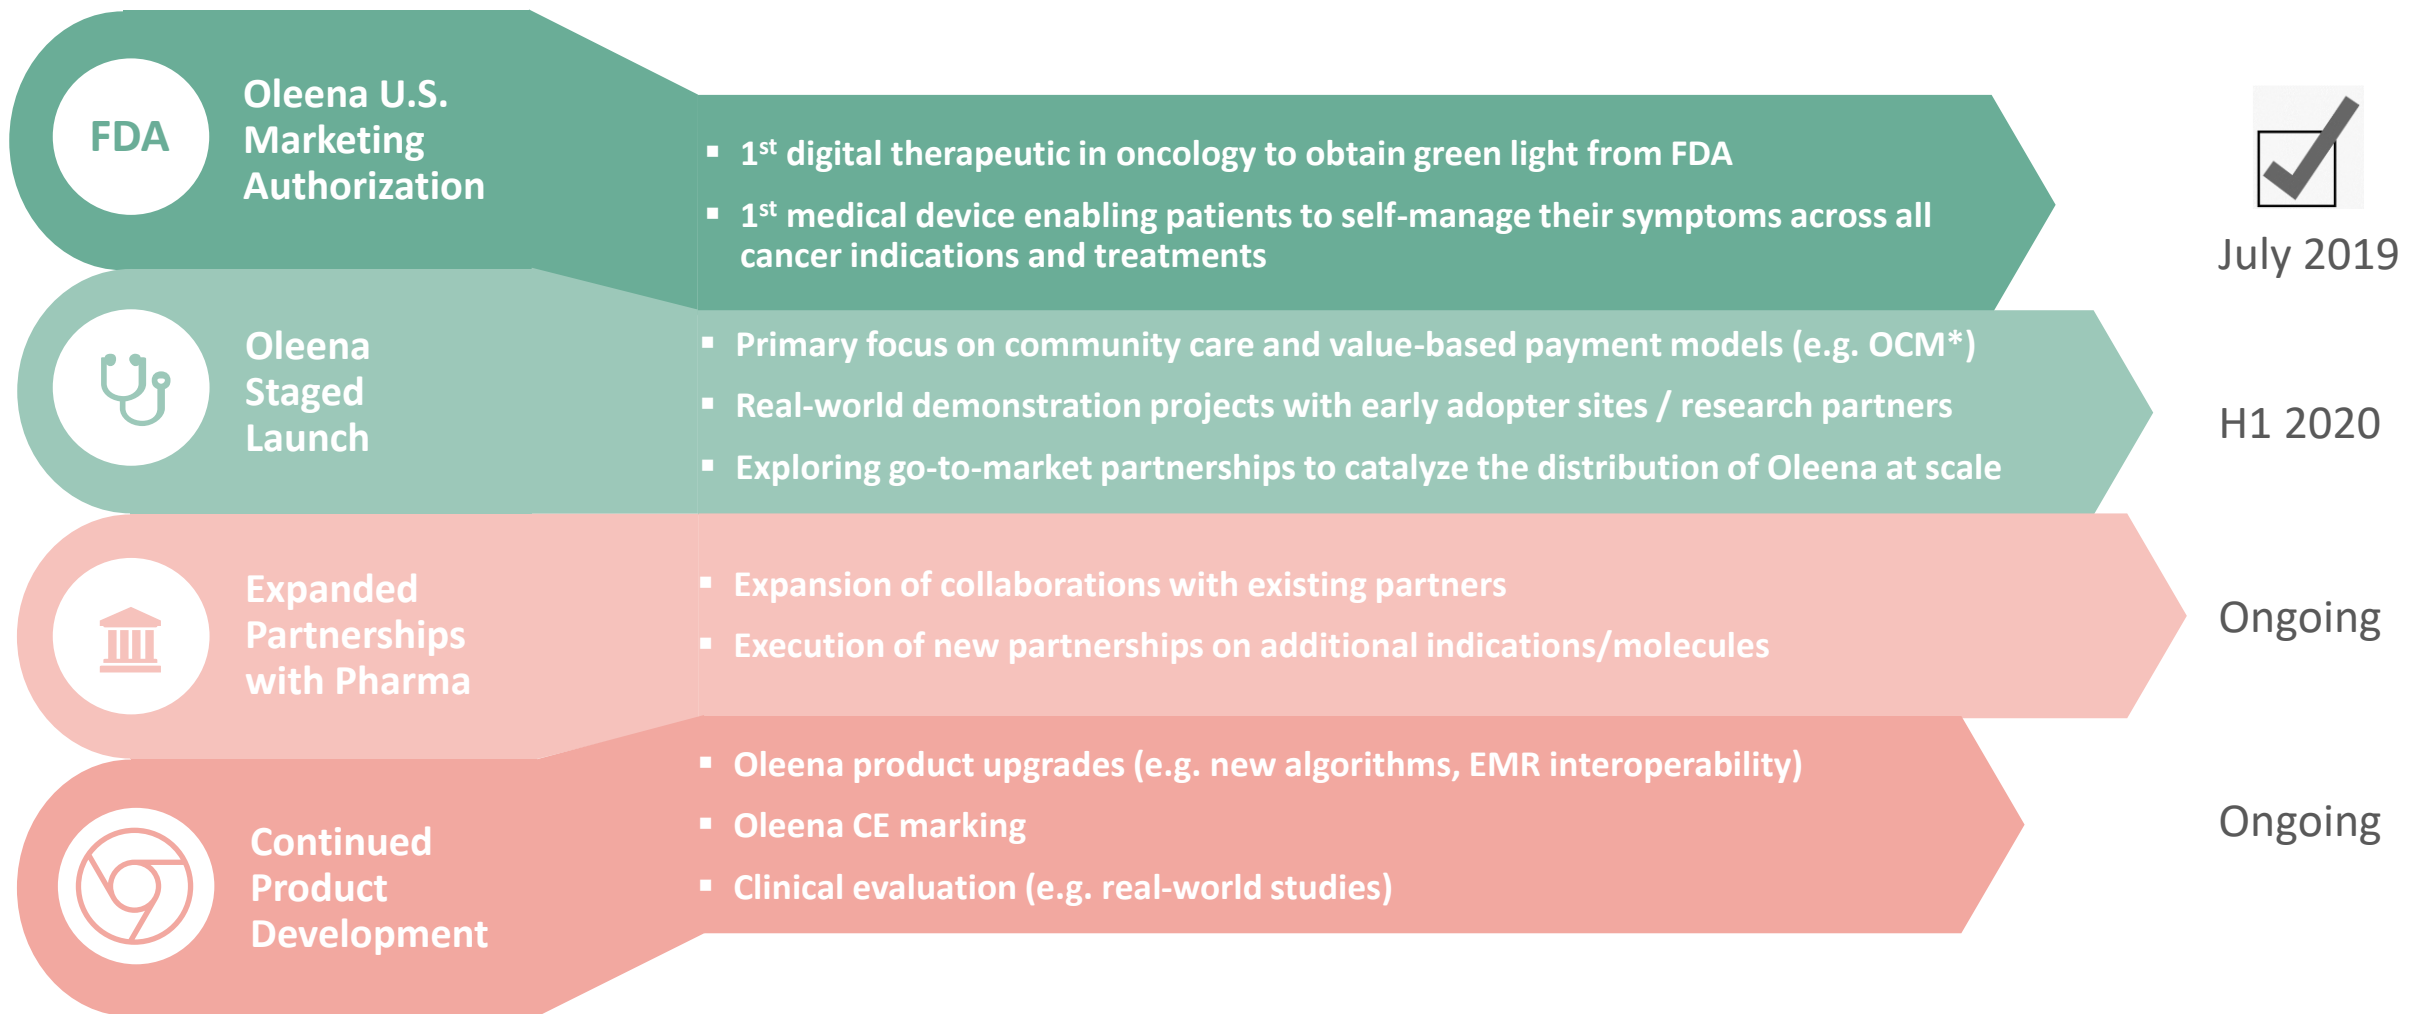 FDA
Oleena U.S.
Marketing
Authorization
▪ 1st digital therapeutic in oncology to obtain green light from FDA
▪ 1st medical device enabling patients to self-manage their symptoms across all
cancer indications and treatments
July 2019
Oleena
Staged
Launch
▪ Primary focus on community care and value-based payment models (e.g. OCM*)
▪ Real-world demonstration projects with early adopter sites / research partners
▪ Exploring go-to-market partnerships to catalyze the distribution of Oleena at scale
H1 2020
Expanded
Partnerships
with Pharma
▪ Expansion of collaborations with existing partners
▪ Execution of new partnerships on additional indications/molecules
Ongoing
Continued
Product
Development
▪ Oleena product upgrades (e.g. new algorithms, EMR interoperability)
▪ Oleena CE marking
▪ Clinical evaluation (e.g. real-world studies)
Ongoing